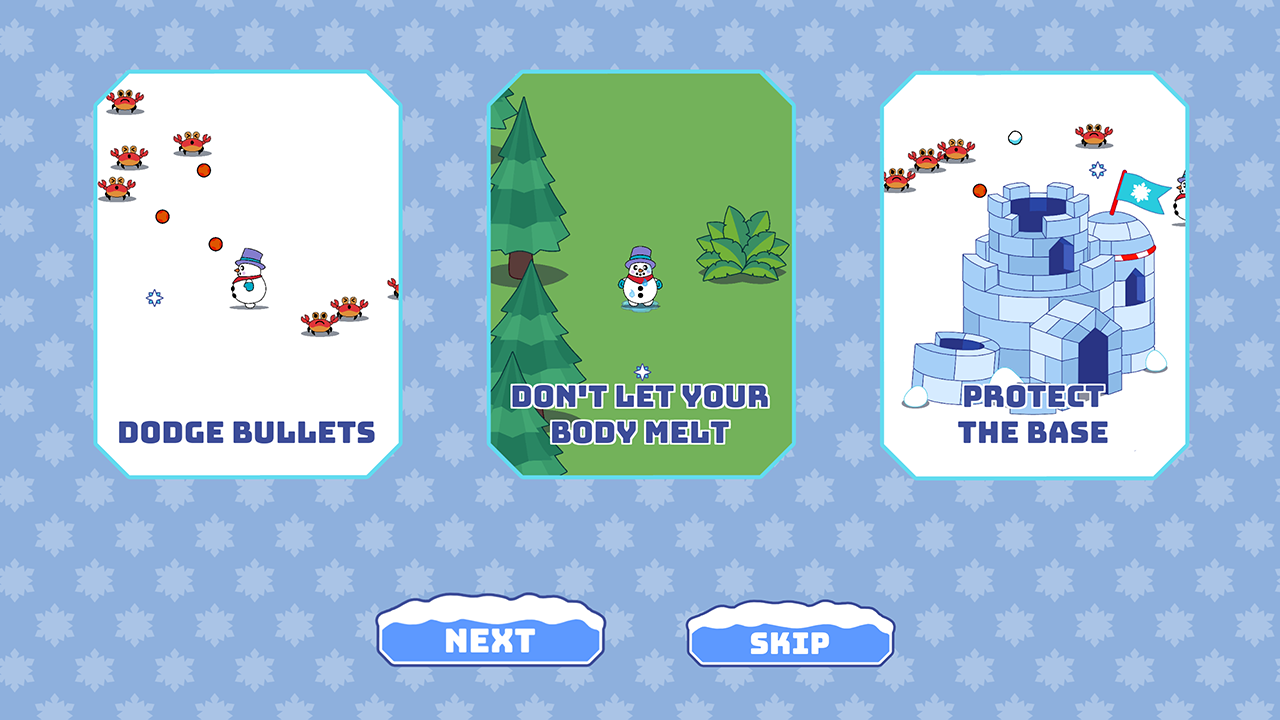 DODGE BULLETS
DON'T LET YOUR
BODY MELT
PROTECT
THE BASE
NEXT
SKIP